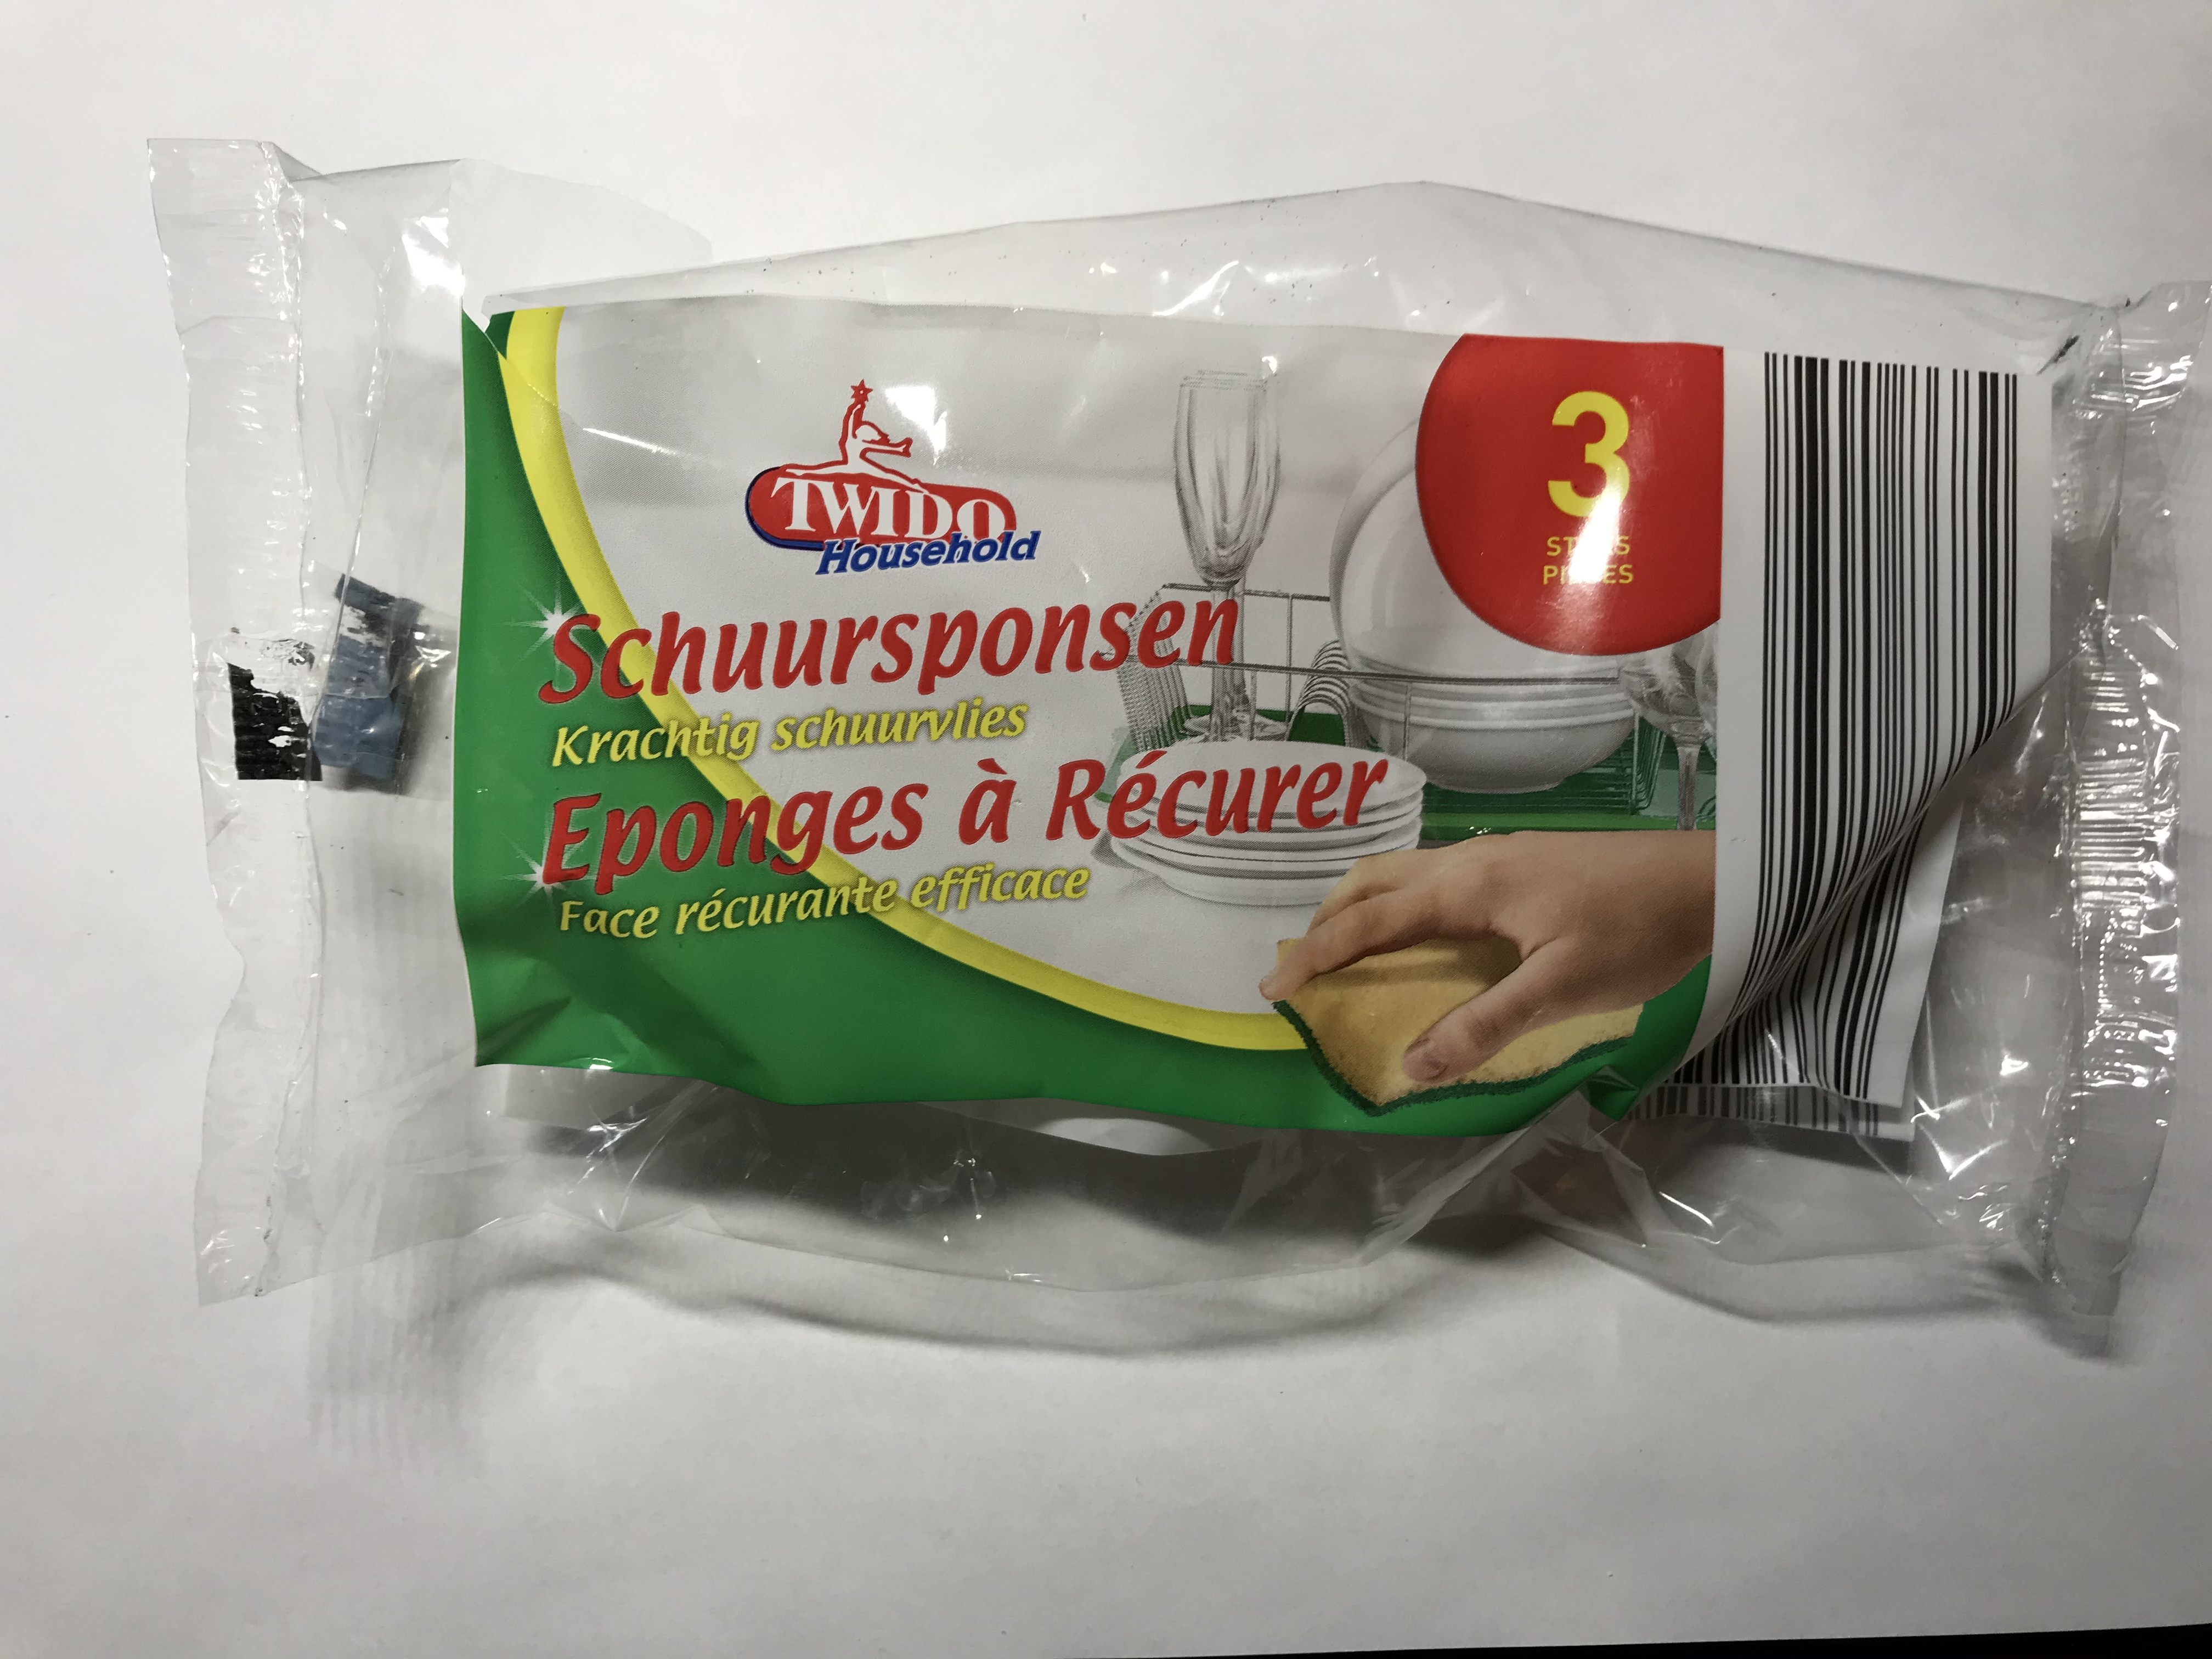 TWIDO
Household
Schuursponsen
Krachtig schuurvlies
Eponges à Récurer
Face récurante efficace
3